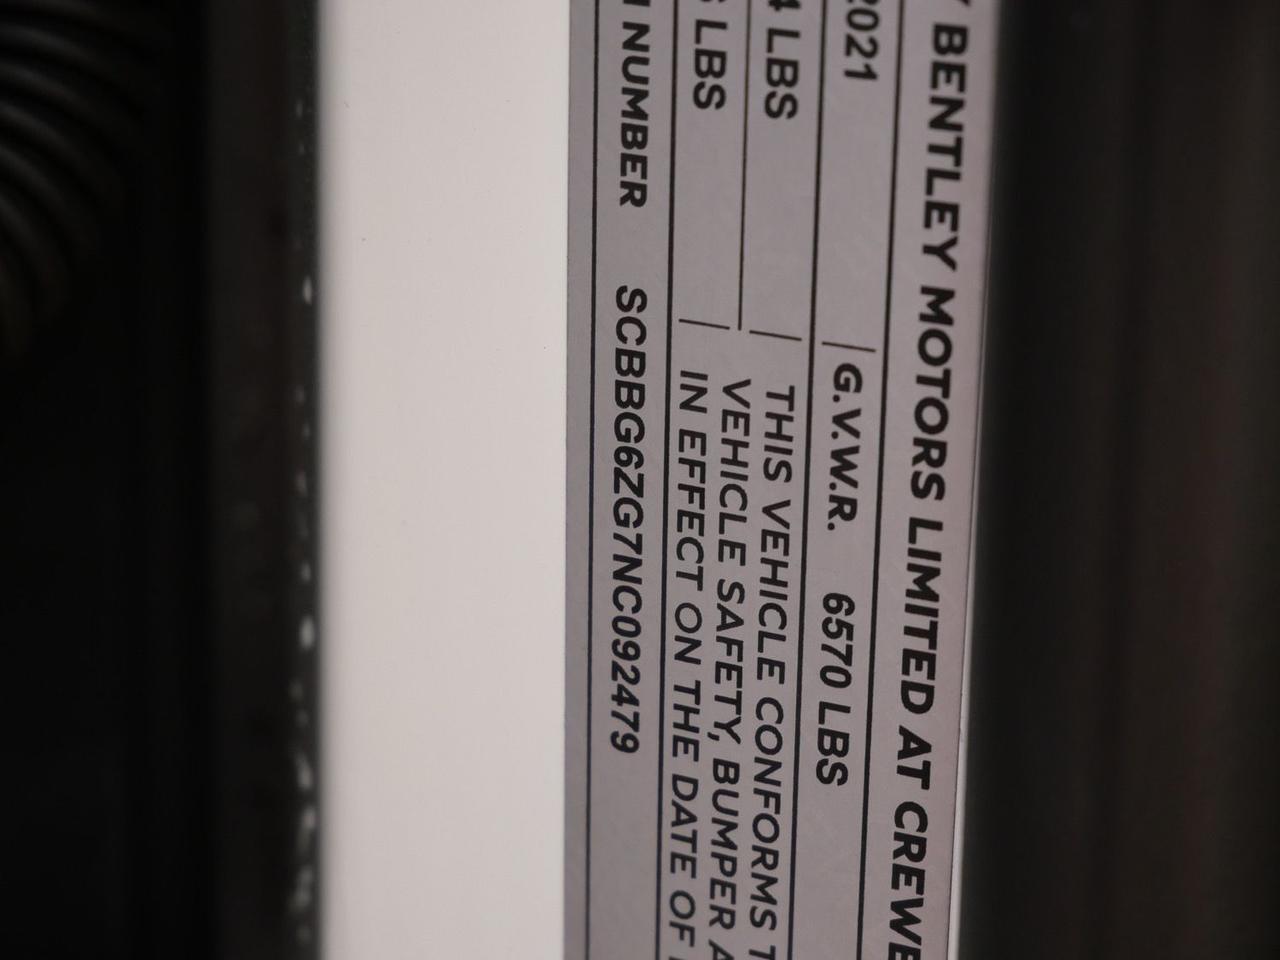 BENTLEY MOTORS LIMITED AT CREWE
2021 G.V.W.R. 6570 LBS
4 LBS THIS VEHICLE CONFORMS T
VEHICLE SAFETY, BUMPER A
LBS IN EFFECT ON THE DATE OF
NUMBER SCBBG6ZG7NC092479